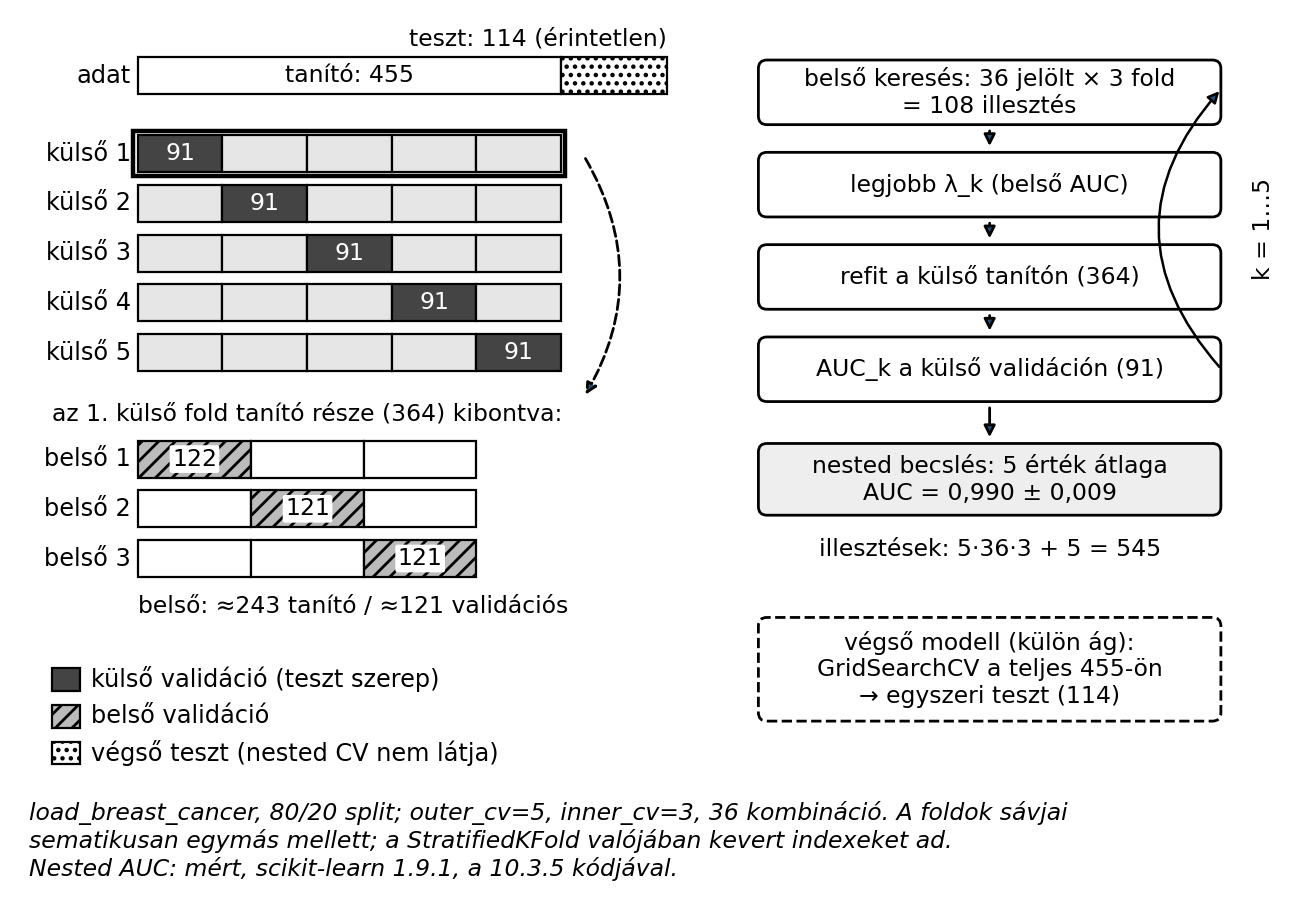 teszt: 114 (érintetlen)
adat
tanító: 455
külső 1
91
külső 2
91
külső 3
91
külső 4
91
külső 5
91
az 1. külső fold tanító része (364) kibontva:
belső 1
122
belső 2
121
belső 3
121
belső: ≈243 tanító / ≈121 validációs
külső validáció (teszt szerep)
belső validáció
végső teszt (nested CV nem látja)
belső keresés: 36 jelölt × 3 fold
= 108 illesztés
legjobb λ_k (belső AUC)
refit a külső tanítón (364)
AUC_k a külső validáción (91)
k = 1…5
nested becslés: 5 érték átlaga
AUC = 0,990 ± 0,009
illesztések: 5·36·3 + 5 = 545
végső modell (külön ág):
GridSearchCV a teljes 455-ön
→ egyszeri teszt (114)
load_breast_cancer, 80/20 split; outer_cv=5, inner_cv=3, 36 kombináció. A foldok sávjai
sematikusan egymás mellett; a StratifiedKFold valójában kevert indexeket ad.
Nested AUC: mért, scikit-learn 1.9.1, a 10.3.5 kódjával.